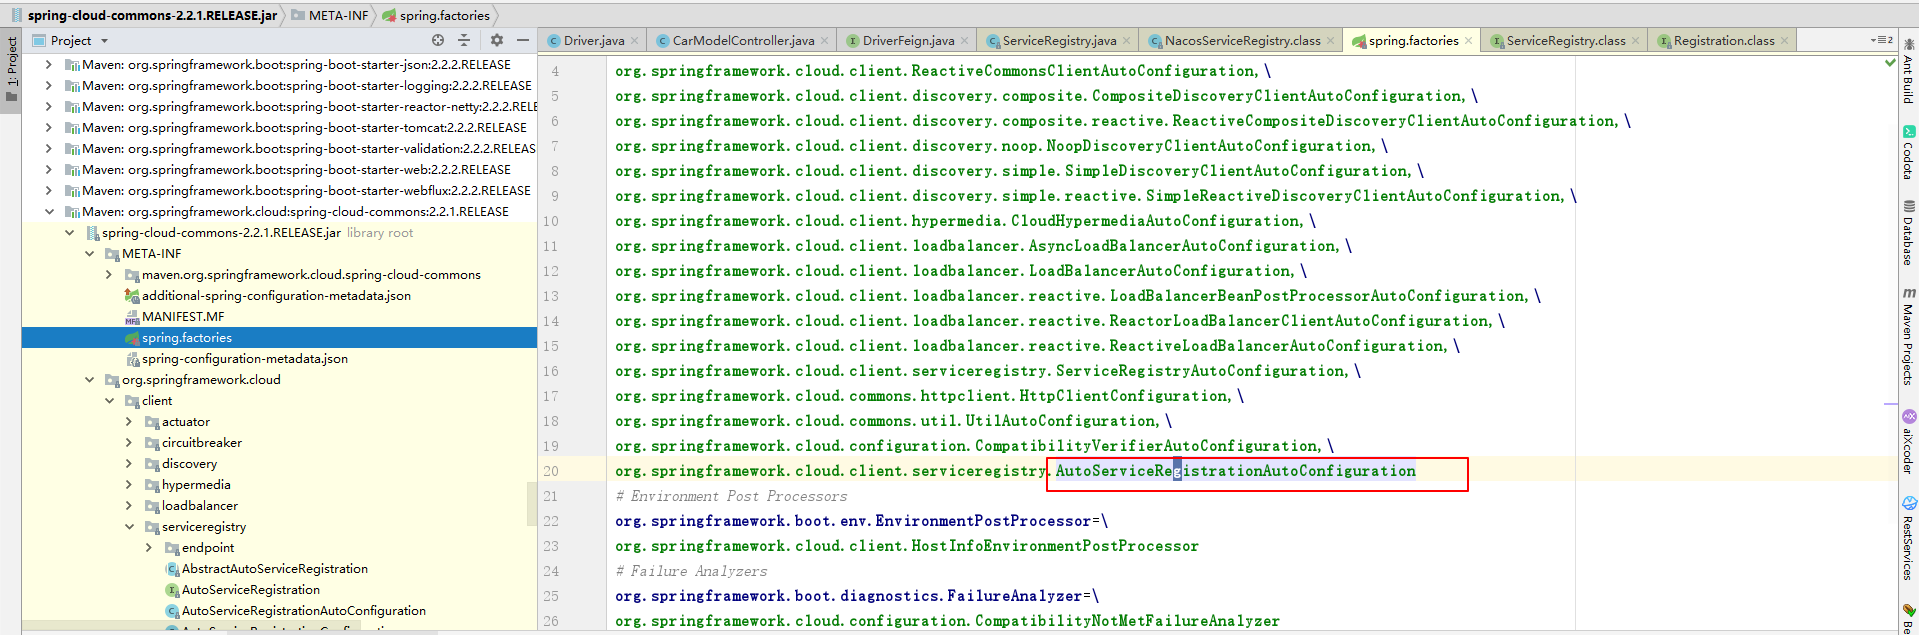 spring-cloud-commons-2.2.1.RELEASE.jar META-INF spring.factories
1: Project
Project
Driver.java CarModelController.java DriverFeign.java ServiceRegistry.java NacosServiceRegistry.class spring.factories ServiceRegistry.class Registration.class 2
Maven: org.springframework.boot:spring-boot-starter-json:2.2.2.RELEASE
Maven: org.springframework.boot:spring-boot-starter-logging:2.2.2.RELEASE
Maven: org.springframework.boot:spring-boot-starter-reactor-netty:2.2.2.RELE
Maven: org.springframework.boot:spring-boot-starter-tomcat:2.2.2.RELEASE
Maven: org.springframework.boot:spring-boot-starter-validation:2.2.2.RELEAS
Maven: org.springframework.boot:spring-boot-starter-web:2.2.2.RELEASE
Maven: org.springframework.boot:spring-boot-starter-webflux:2.2.2.RELEASE
Maven: org.springframework.cloud:spring-cloud-commons:2.2.1.RELEASE
spring-cloud-commons-2.2.1.RELEASE.jar library root
META-INF
maven.org.springframework.cloud.spring-cloud-commons
additional-spring-configuration-metadata.json
MANIFEST.MF
spring.factories
spring-configuration-metadata.json
org.springframework.cloud
client
actuator
circuitbreaker
discovery
hypermedia
loadbalancer
serviceregistry
endpoint
AbstractAutoServiceRegistration
AutoServiceRegistration
AutoServiceRegistrationAutoConfiguration
4 org.springframework.cloud.client.ReactiveCommonsClientAutoConfiguration,\
5 org.springframework.cloud.client.discovery.composite.CompositeDiscoveryClientAutoConfiguration,\
6 org.springframework.cloud.client.discovery.composite.reactive.ReactiveCompositeDiscoveryClientAutoConfiguration,\
7 org.springframework.cloud.client.discovery.noop.NoopDiscoveryClientAutoConfiguration,\
8 org.springframework.cloud.client.discovery.simple.SimpleDiscoveryClientAutoConfiguration,\
9 org.springframework.cloud.client.discovery.simple.reactive.SimpleReactiveDiscoveryClientAutoConfiguration,\
10 org.springframework.cloud.client.hypermedia.CloudHypermediaAutoConfiguration,\
11 org.springframework.cloud.client.loadbalancer.AsyncLoadBalancerAutoConfiguration,\
12 org.springframework.cloud.client.loadbalancer.LoadBalancerAutoConfiguration,\
13 org.springframework.cloud.client.loadbalancer.reactive.LoadBalancerBeanPostProcessorAutoConfiguration,\
14 org.springframework.cloud.client.loadbalancer.reactive.ReactorLoadBalancerClientAutoConfiguration,\
15 org.springframework.cloud.client.loadbalancer.reactive.ReactiveLoadBalancerAutoConfiguration,\
16 org.springframework.cloud.client.serviceregistry.ServiceRegistryAutoConfiguration,\
17 org.springframework.cloud.commons.httpclient.HttpClientConfiguration,\
18 org.springframework.cloud.commons.util.UtilAutoConfiguration,\
19 org.springframework.cloud.configuration.CompatibilityVerifierAutoConfiguration,\
20 org.springframework.cloud.client.serviceregistry.AutoServiceRegistrationAutoConfiguration
21 # Environment Post Processors
22 org.springframework.boot.env.EnvironmentPostProcessor=\
23 org.springframework.cloud.client.HostInfoEnvironmentPostProcessor
24 # Failure Analyzers
25 org.springframework.boot.diagnostics.FailureAnalyzer=\
26 org.springframework.cloud.configuration.CompatibilityNotMetFailureAnalyzer
Ant Build
Codota
Database
Maven Projects
aiXcoder
RestServices
Be